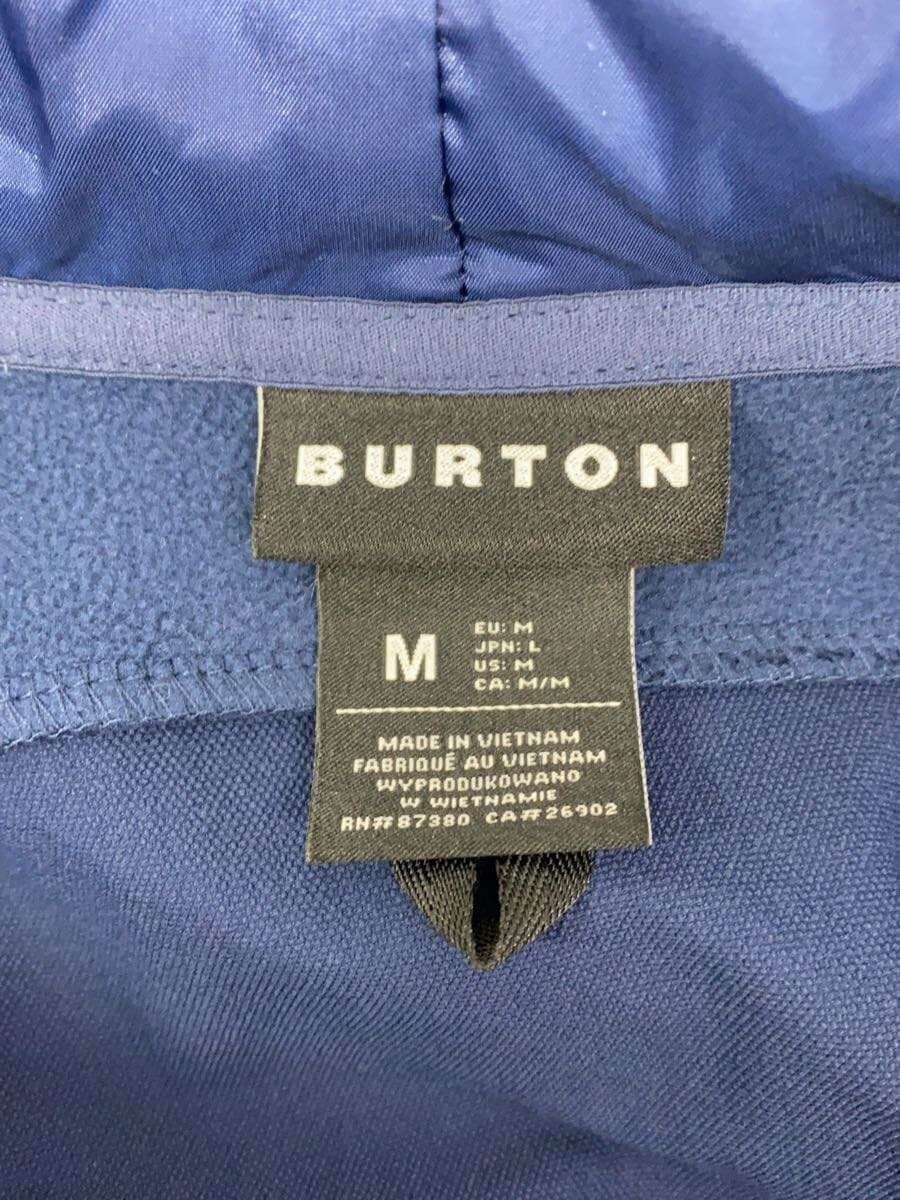 BURTON
M
EU: M
JPN: L
US: M
CA: M/M
MADE IN VIETNAM
FABRIQUÉ AU VIETNAM
WYPRODUKOWANO
W WIETNAMIE
RN# 87380 CA# 26902